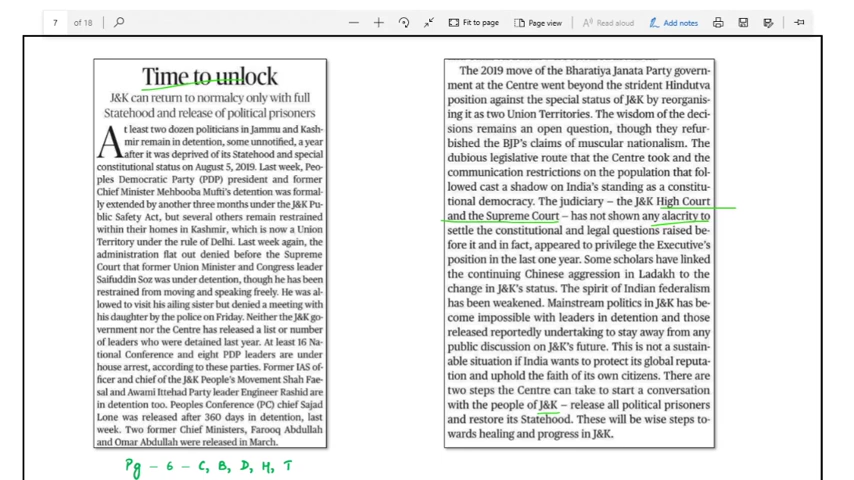 7 of 18
Fit to page
Page view
Read aloud
Add notes
Time to unlock
J&K can return to normalcy only with full
Statehood and release of political prisoners
At least two dozen politicians in Jammu and Kash-
mir remain in detention, some unnotified, a year
after it was deprived of its Statehood and special
constitutional status on August 5, 2019. Last week, Peo-
ples Democratic Party (PDP) president and former
Chief Minister Mehbooba Mufti's detention was formal-
ly extended by another three months under the J&K Pu-
blic Safety Act, but several others remain restrained
within their homes in Kashmir, which is now a Union
Territory under the rule of Delhi. Last week again, the
administration flat out denied before the Supreme
Court that former Union Minister and Congress leader
Saifuddin Soz was under detention, though he has been
restrained from moving and speaking freely. He was al-
lowed to visit his ailing sister but denied a meeting with
his daughter by the police on Friday. Neither the J&K go-
vernment nor the Centre has released a list or number
of leaders who were detained last year. At least 16 Na-
tional Conference and eight PDP leaders are under
house arrest, according to these parties. Former IAS of-
ficer and chief of the J&K People's Movement Shah Fae-
sal and Awami Ittehad Party leader Engineer Rashid are
in detention too. Peoples Conference (PC) chief Sajad
Lone was released after 360 days in detention, last
week. Two former Chief Ministers, Farooq Abdullah
and Omar Abdullah were released in March.
Pg - 6 - C, B, D, H, T
The 2019 move of the Bharatiya Janata Party govern-
ment at the Centre went beyond the strident Hindutva
position against the special status of J&K by reorganis-
ing it as two Union Territories. The wisdom of the deci-
sions remains an open question, though they refur-
bished the BJP's claims of muscular nationalism. The
dubious legislative route that the Centre took and the
communication restrictions on the population that fol-
lowed cast a shadow on India's standing as a constitu-
tional democracy. The judiciary – the J&K High Court
and the Supreme Court – has not shown any alacrity to
settle the constitutional and legal questions raised be-
fore it and in fact, appeared to privilege the Executive's
position in the last one year. Some scholars have linked
the continuing Chinese aggression in Ladakh to the
change in J&K's status. The spirit of Indian federalism
has been weakened. Mainstream politics in J&K has be-
come impossible with leaders in detention and those
released reportedly undertaking to stay away from any
public discussion on J&K's future. This is not a sustain-
able situation if India wants to protect its global reputa-
tion and uphold the faith of its own citizens. There are
two steps the Centre can take to start a conversation
with the people of J&K – release all political prisoners
and restore its Statehood. These will be wise steps to-
wards healing and progress in J&K.